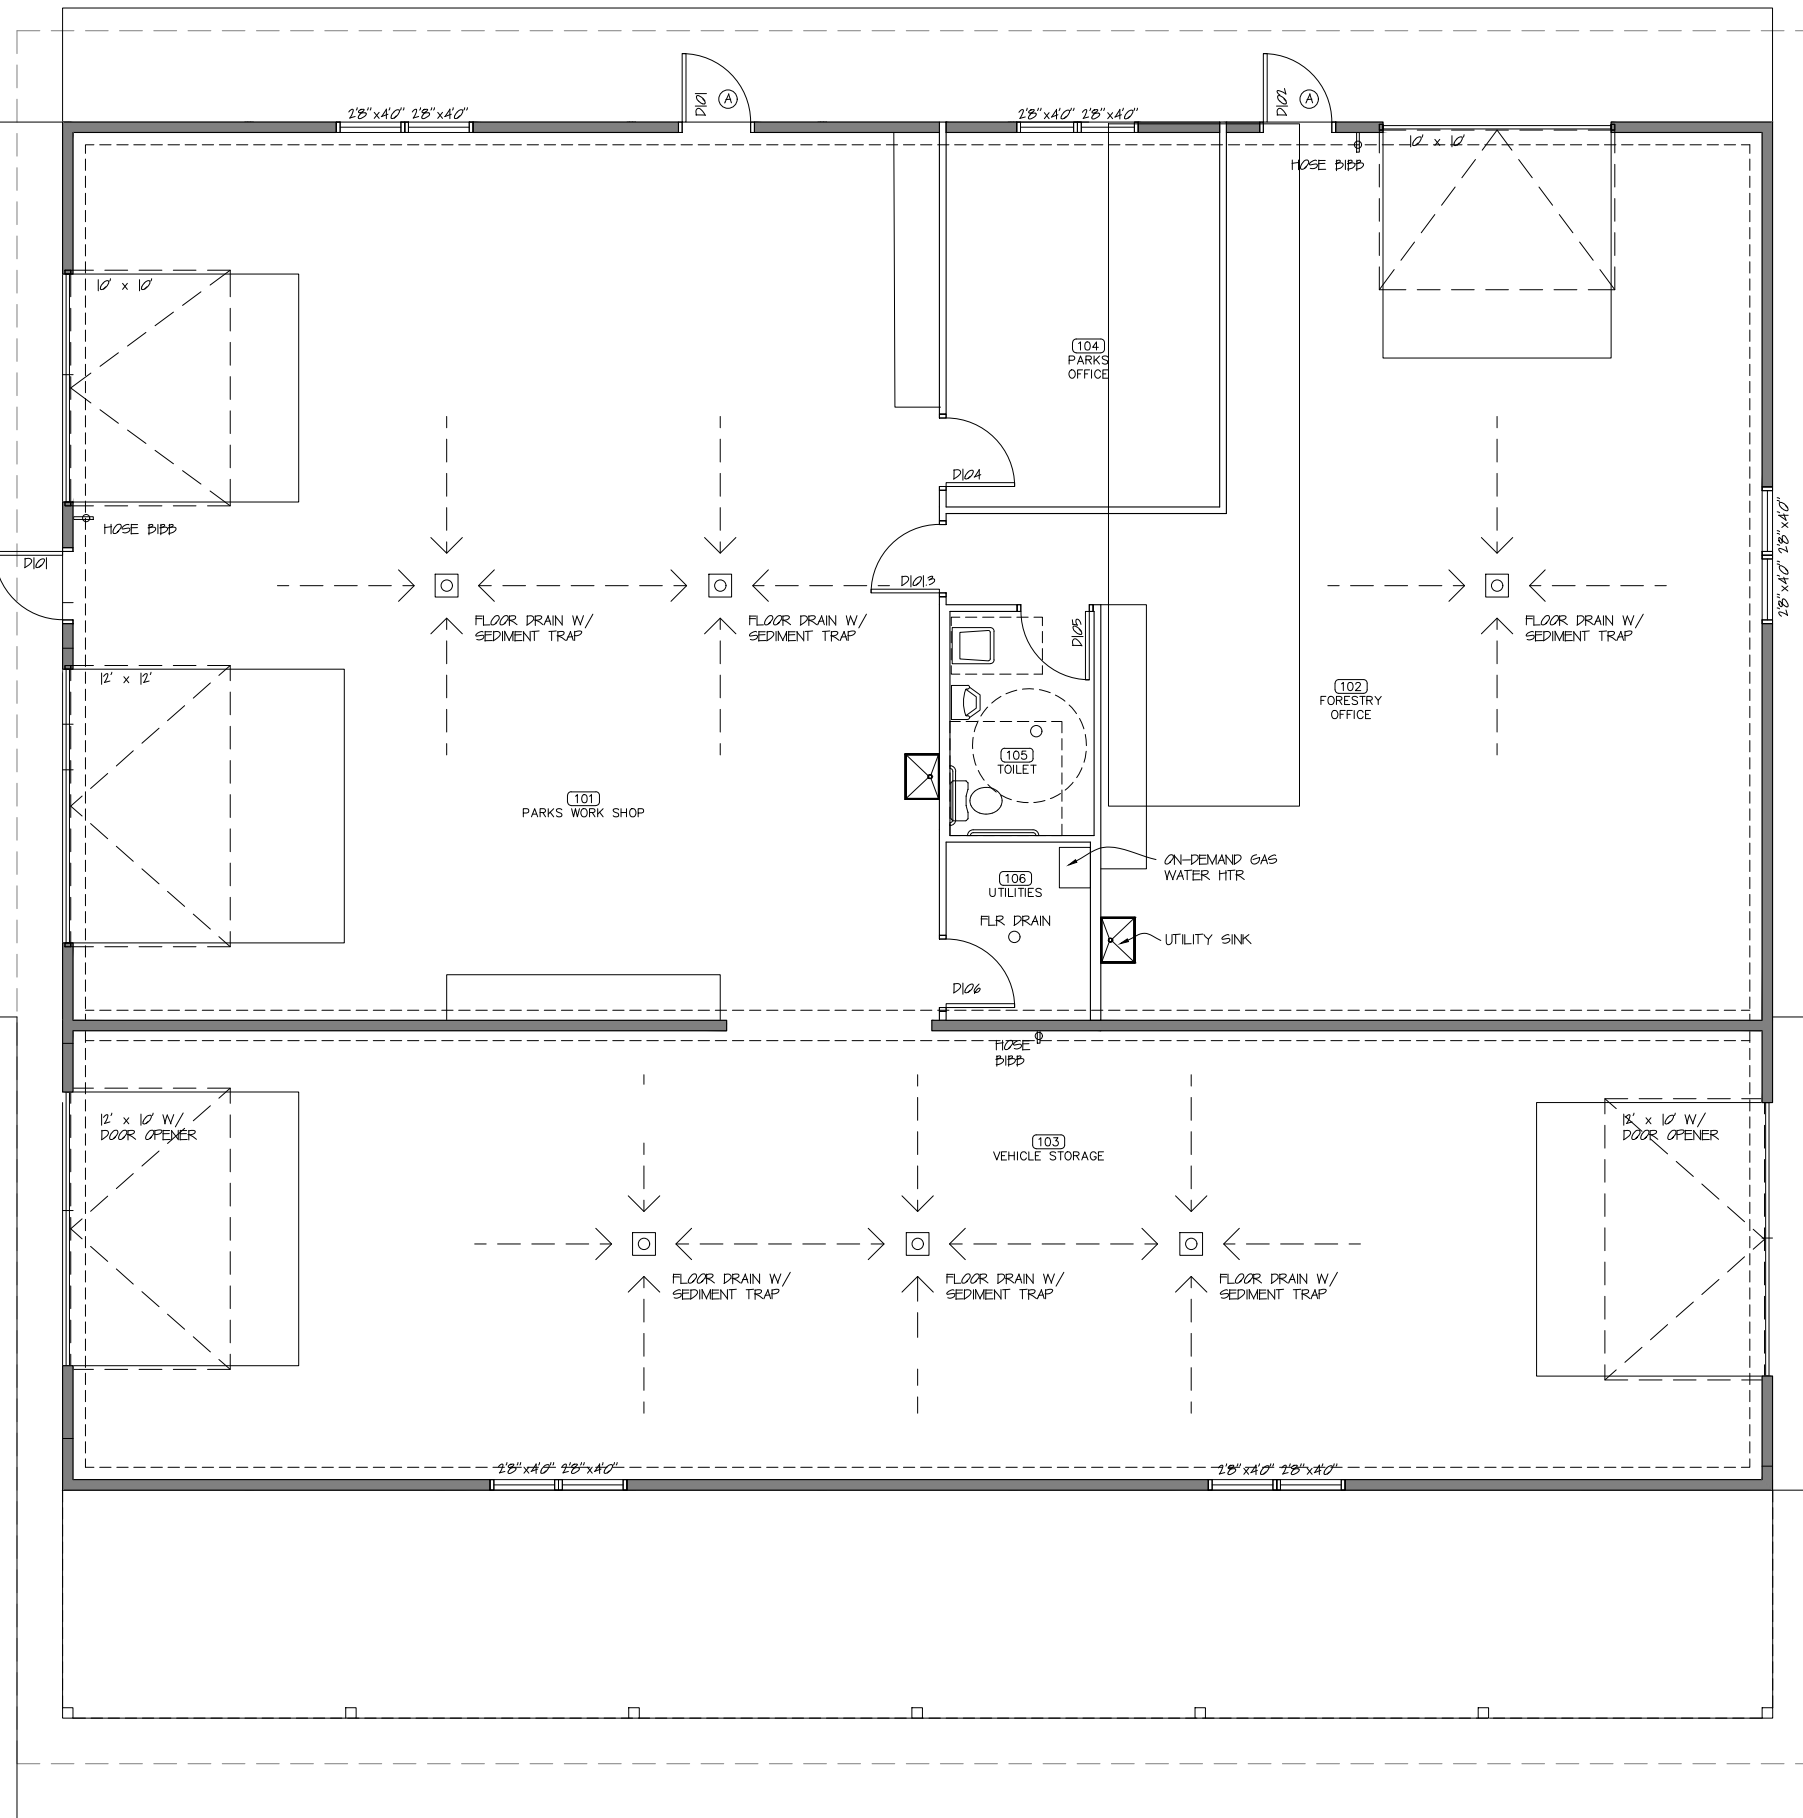 D101 A
D102 A
2'8"x4'0" 2'8"x4'0"
2'8"x4'0" 2'8"x4'0"
10' x 10'
HOSE BIBB
10' x 10'
104
PARKS
OFFICE
D104
HOSE BIBB
D101
D101.3
2'8"x4'0"
2'8"x4'0"
FLOOR DRAIN W/
SEDIMENT TRAP
FLOOR DRAIN W/
SEDIMENT TRAP
D105
FLOOR DRAIN W/
SEDIMENT TRAP
12' x 12'
102
FORESTRY
OFFICE
105
TOILET
101
PARKS WORK SHOP
ON-DEMAND GAS
WATER HTR
106
UTILITIES
FLR DRAIN
UTILITY SINK
D106
HOSE
BIBB
12' x 10' W/
DOOR OPENER
12' x 10' W/
DOOR OPENER
103
VEHICLE STORAGE
FLOOR DRAIN W/
SEDIMENT TRAP
FLOOR DRAIN W/
SEDIMENT TRAP
FLOOR DRAIN W/
SEDIMENT TRAP
2'8"x4'0" 2'8"x4'0"
2'8"x4'0" 2'8"x4'0"